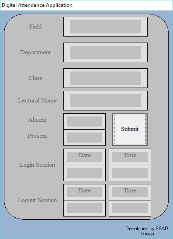 Digital Attendance Application
Field
Department
Class
Lectural Name
Absent
Present
Submit
Date Time
Login Session
Date Time
Logout Session
Developed by
Group